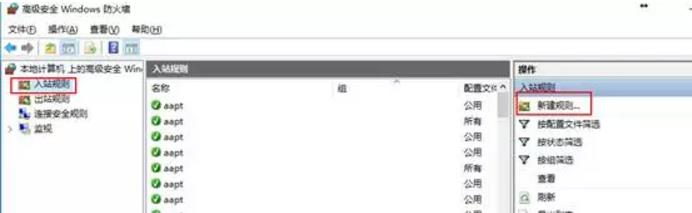 高级安全 Windows 防火墙
文件(F) 操作(A) 查看(V) 帮助(H)
本地计算机 上的高级安全 Win
入站规则
出站规则
连接安全规则
监视
入站规则
名称 组 配置文件
aapt 公用
aapt 所有
aapt 公用
aapt 公用
aapt 所有
aapt 公用
aapt 公用
操作
入站规则
新建规则...
按配置文件筛选
按状态筛选
按组筛选
查看
刷新